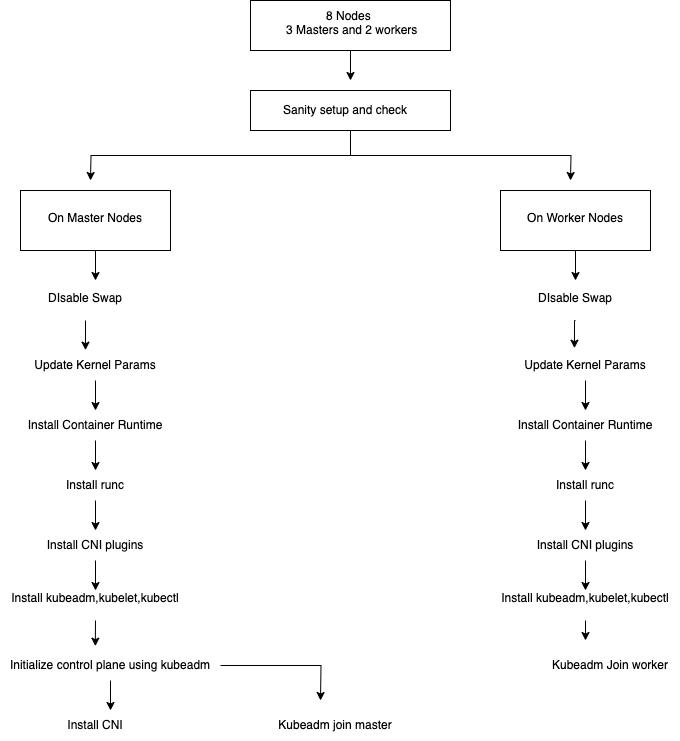 8 Nodes
3 Masters and 2 workers
Sanity setup and check
On Master Nodes
On Worker Nodes
DIsable Swap
DIsable Swap
Update Kernel Params
Update Kernel Params
Install Container Runtime
Install Container Runtime
Install runc
Install runc
Install CNI plugins
Install CNI plugins
Install kubeadm,kubelet,kubectl
Install kubeadm,kubelet,kubectl
Initialize control plane using kubeadm
Kubeadm Join worker
Install CNI
Kubeadm join master